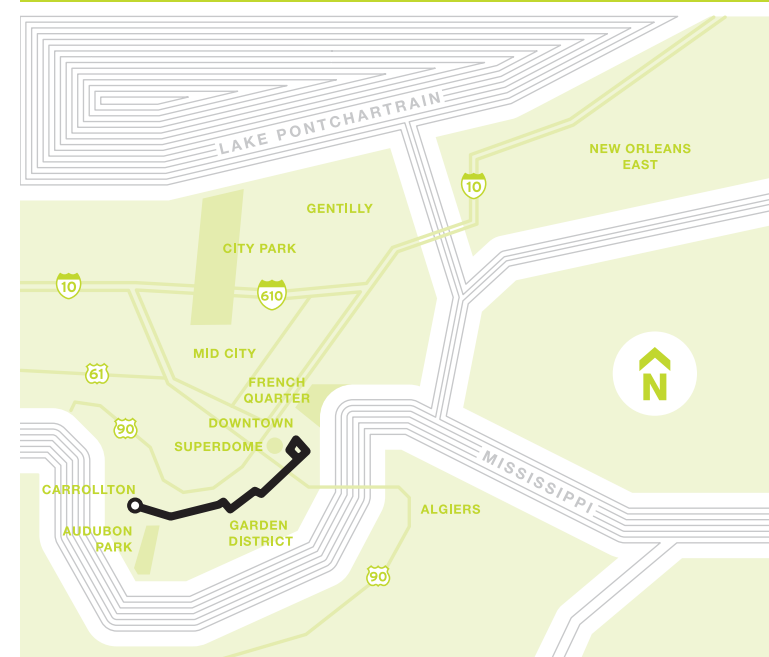 LAKE PONTCHARTRAIN
NEW ORLEANS
EAST
10
GENTILLY
CITY PARK
10
610
MID CITY
61
N
FRENCH
QUARTER
DOWNTOWN
90
SUPERDOME
MISSISSIPPI
CARROLLTON
ALGIERS
AUDUBON
PARK
GARDEN
DISTRICT
90